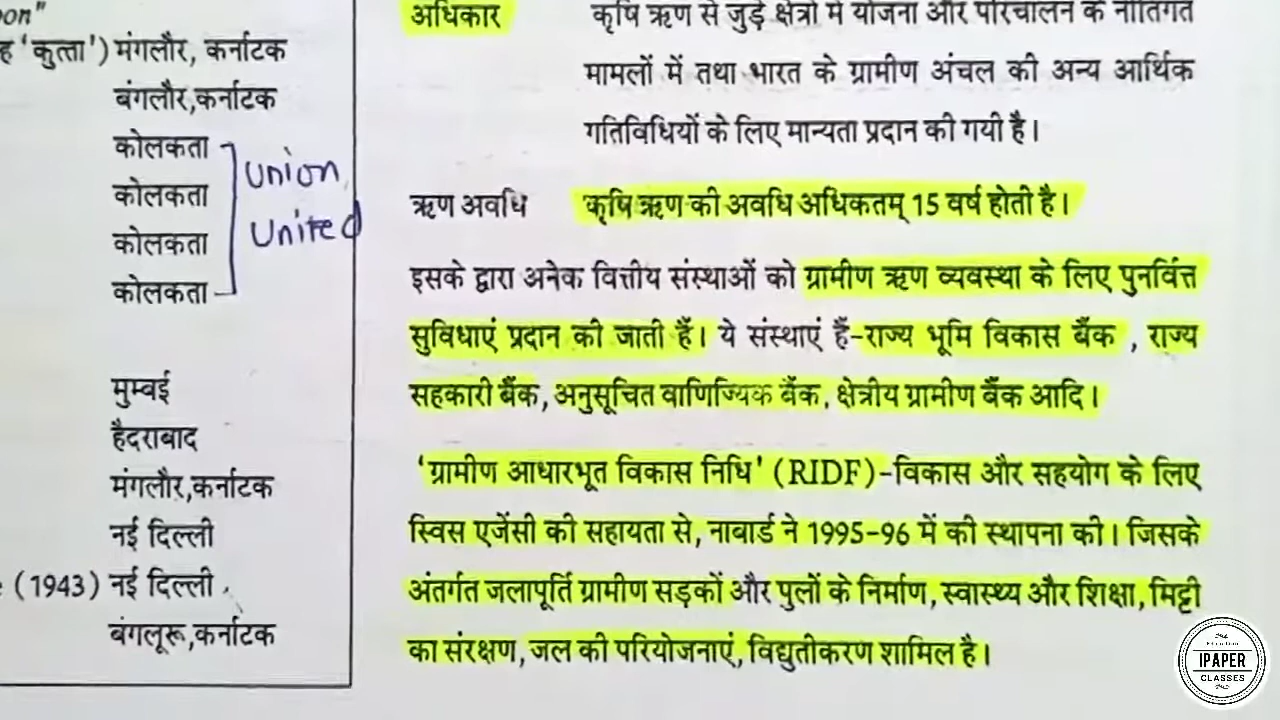 oon"
ह 'कुत्ता') मंगलौर, कर्नाटक
बंगलौर,कर्नाटक
कोलकता
कोलकता
कोलकता
कोलकता
Union
United
मुम्बई
हैदराबाद
मंगलौर,कर्नाटक
नई दिल्ली
(1943) नई दिल्ली
बंगलूरू,कर्नाटक
अधिकार कृषि ऋण से जुड़े क्षेत्रों में योजना और परिचालन के नीतिगत
मामलों में तथा भारत के ग्रामीण अंचल की अन्य आर्थिक
गतिविधियों के लिए मान्यता प्रदान की गयी है।
ऋण अवधि कृषि ऋण की अवधि अधिकतम् 15 वर्ष होती है।
इसके द्वारा अनेक वित्तीय संस्थाओं को ग्रामीण ऋण व्यवस्था के लिए पुनर्वित्त
सुविधाएं प्रदान की जाती हैं। ये संस्थाएं हैं-राज्य भूमि विकास बैंक , राज्य
सहकारी बैंक, अनुसूचित वाणिज्यिक बैंक, क्षेत्रीय ग्रामीण बैंक आदि।
'ग्रामीण आधारभूत विकास निधि' (RIDF)-विकास और सहयोग के लिए
स्विस एजेंसी की सहायता से, नाबार्ड ने 1995-96 में की स्थापना की। जिसके
अंतर्गत जलापूर्ति ग्रामीण सड़कों और पुलों के निर्माण, स्वास्थ्य और शिक्षा, मिट्टी
का संरक्षण, जल की परियोजनाएं, विद्युतीकरण शामिल है।
IPAPER
CLASSES